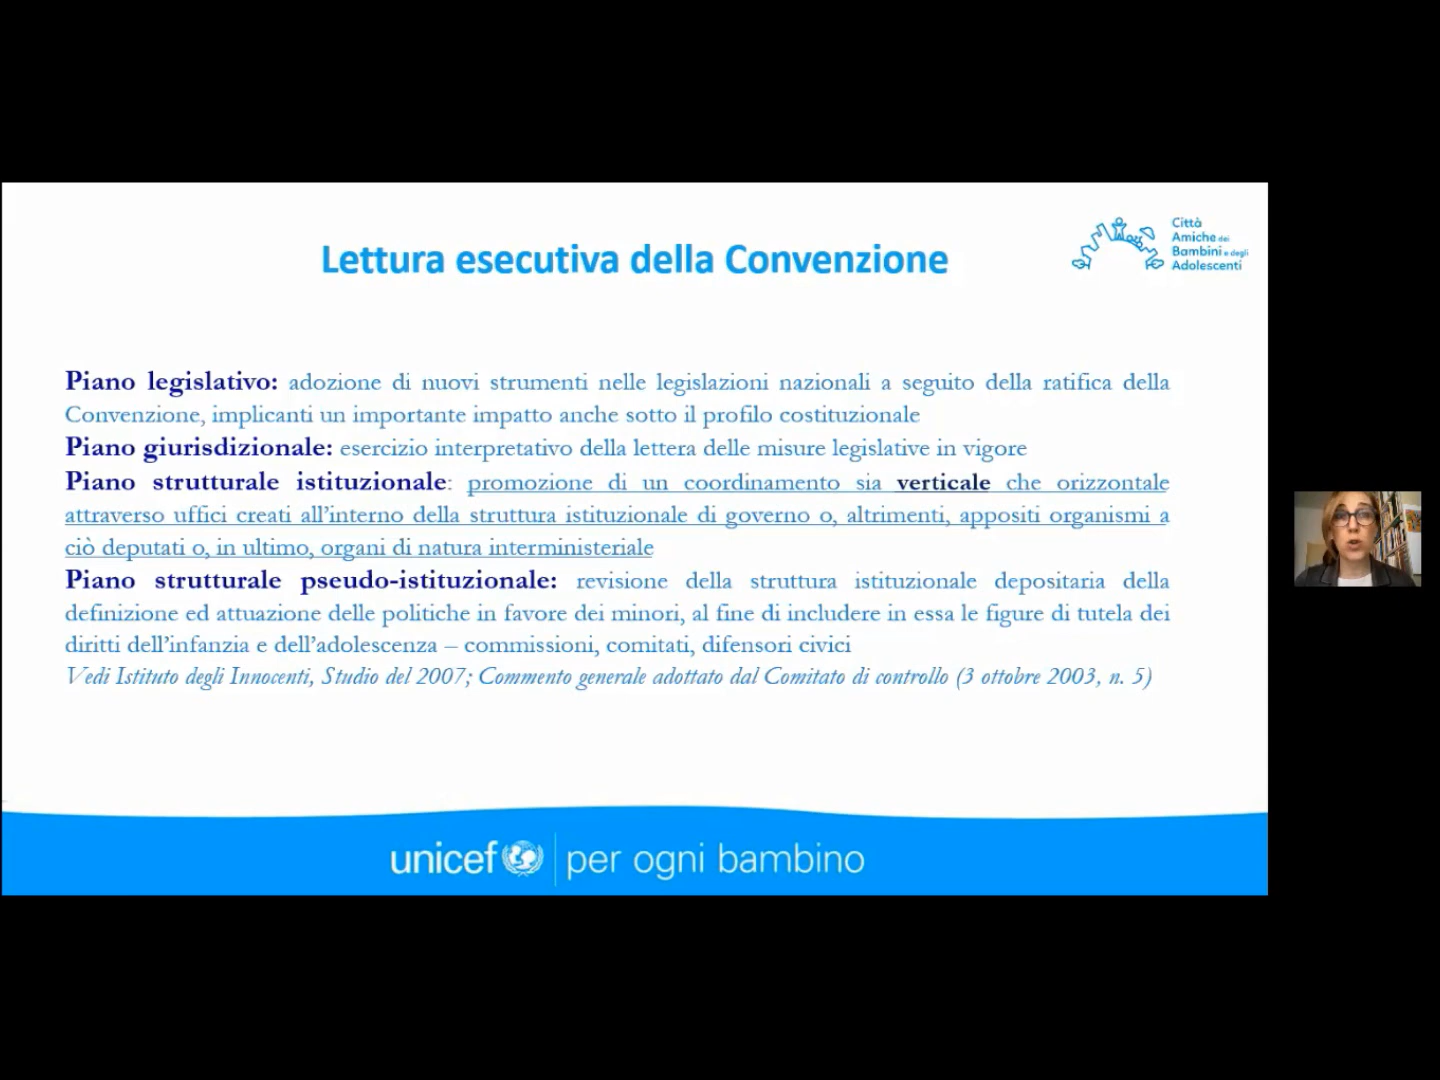 Lettura esecutiva della Convenzione
Città
Amiche dei
Bambini e degli
Adolescenti
Piano legislativo: adozione di nuovi strumenti nelle legislazioni nazionali a seguito della ratifica della
Convenzione, implicanti un importante impatto anche sotto il profilo costituzionale
Piano giurisdizionale: esercizio interpretativo della lettera delle misure legislative in vigore
Piano strutturale istituzionale: promozione di un coordinamento sia verticale che orizzontale
attraverso uffici creati all’interno della struttura istituzionale di governo o, altrimenti, appositi organismi a
ciò deputati o, in ultimo, organi di natura interministeriale
Piano strutturale pseudo-istituzionale: revisione della struttura istituzionale depositaria della
definizione ed attuazione delle politiche in favore dei minori, al fine di includere in essa le figure di tutela dei
diritti dell’infanzia e dell’adolescenza – commissioni, comitati, difensori civici
Vedi Istituto degli Innocenti, Studio del 2007; Commento generale adottato dal Comitato di controllo (3 ottobre 2003, n. 5)
unicef per ogni bambino